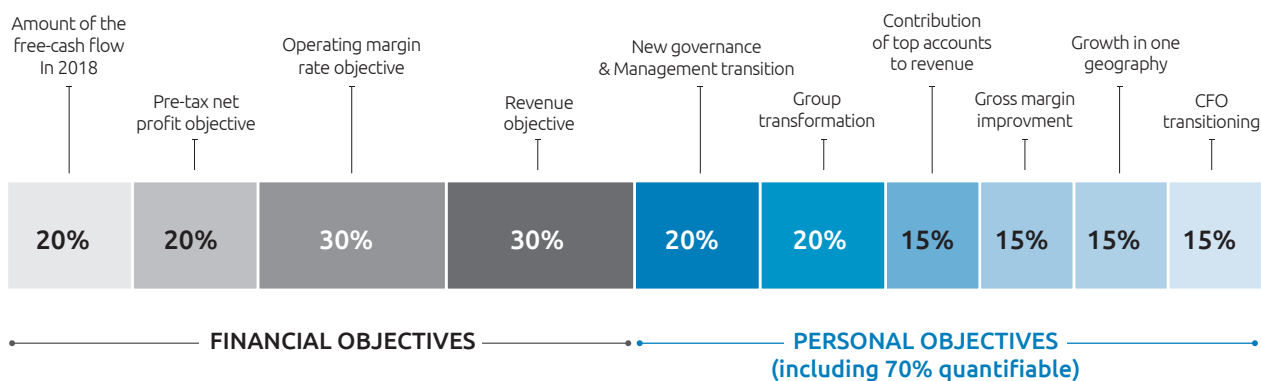 Amount of the
free-cash flow
In 2018
Pre-tax net
profit objective
Operating margin
rate objective
Revenue
objective
New governance
& Management transition
Group
transformation
Contribution
of top accounts
to revenue
Gross margin
improvment
Growth in one
geography
CFO
transitioning
20%
20%
30%
30%
20%
20%
15%
15%
15%
15%
FINANCIAL OBJECTIVES
PERSONAL OBJECTIVES
(including 70% quantifiable)